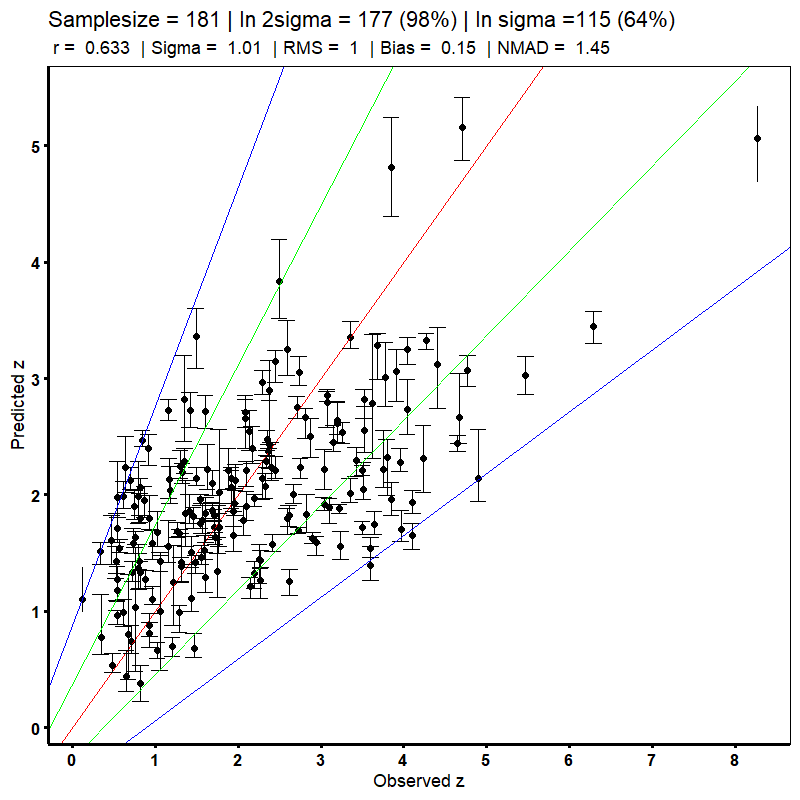 Samplesize = 181 | In 2sigma = 177 (98%) | In sigma =115 (64%)
r = 0.633 | Sigma = 1.01 | RMS = 1 | Bias = 0.15 | NMAD = 1.45
5
4
3
2
1
0
Predicted z
0 1 2 3 4 5 6 7 8
Observed z